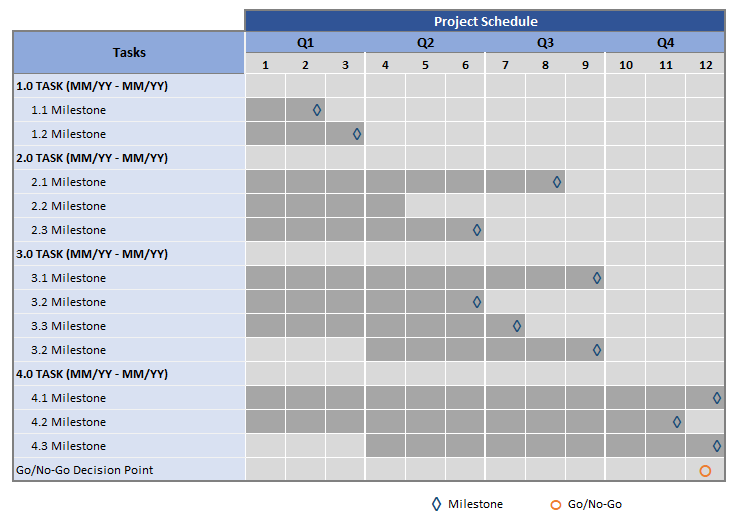 Project Schedule
Tasks
Q1 Q2 Q3 Q4
1 2 3 4 5 6 7 8 9 10 11 12
1.0 TASK (MM/YY - MM/YY)
1.1 Milestone
1.2 Milestone
2.0 TASK (MM/YY - MM/YY)
2.1 Milestone
2.2 Milestone
2.3 Milestone
3.0 TASK (MM/YY - MM/YY)
3.1 Milestone
3.2 Milestone
3.3 Milestone
3.2 Milestone
4.0 TASK (MM/YY - MM/YY)
4.1 Milestone
4.2 Milestone
4.3 Milestone
Go/No-Go Decision Point
Milestone Go/No-Go